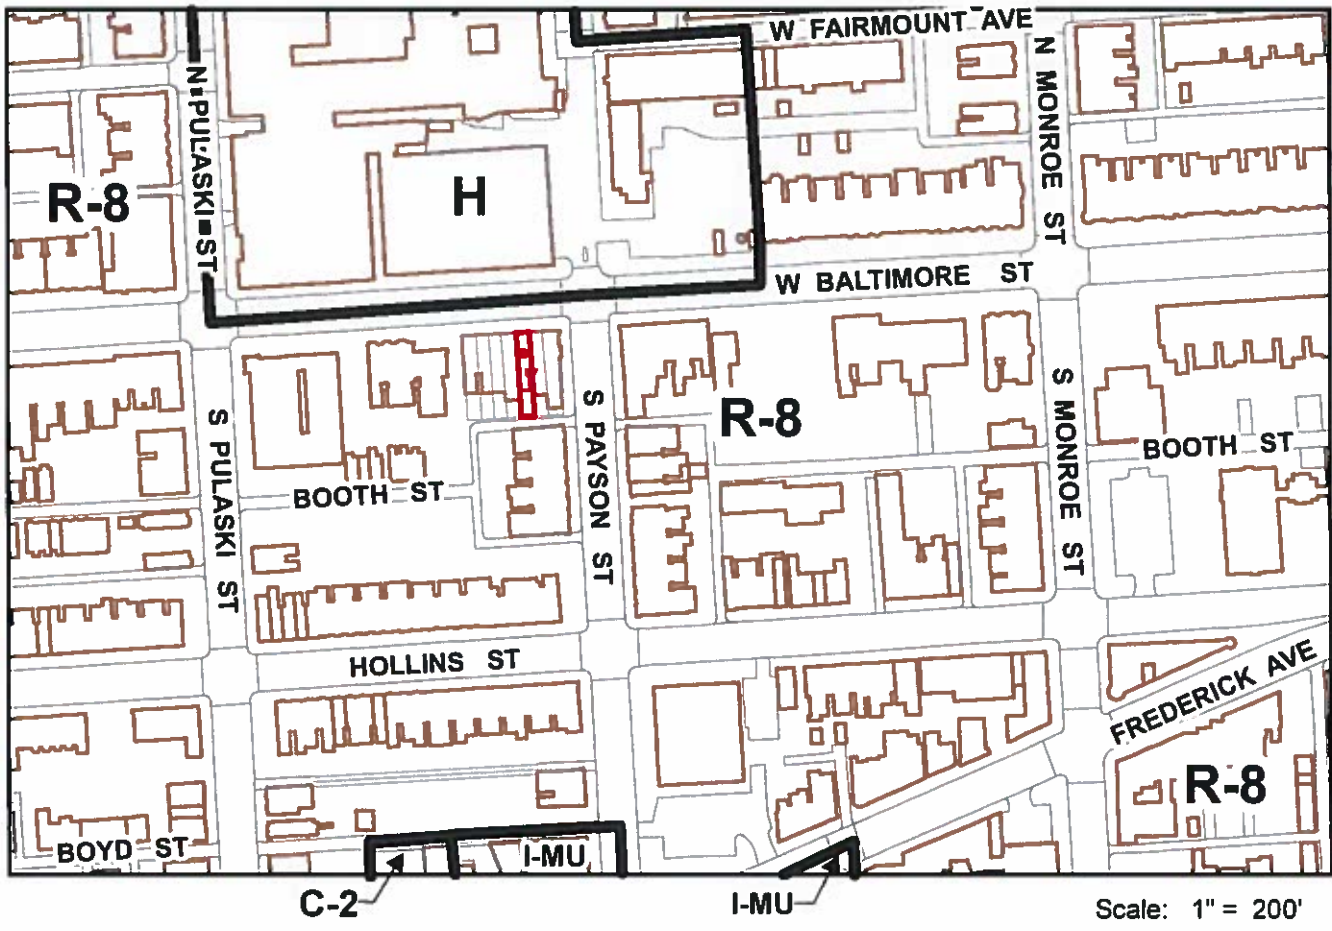 W FAIRMOUNT AVE
N PULASKI ST
N MONROE ST
R-8
H
W BALTIMORE ST
S PULASKI ST
S PAYSON ST
R-8
S MONROE ST
BOOTH ST
BOOTH ST
HOLLINS ST
FREDERICK AVE
R-8
BOYD ST
I-MU
C-2
I-MU
Scale: 1" = 200'